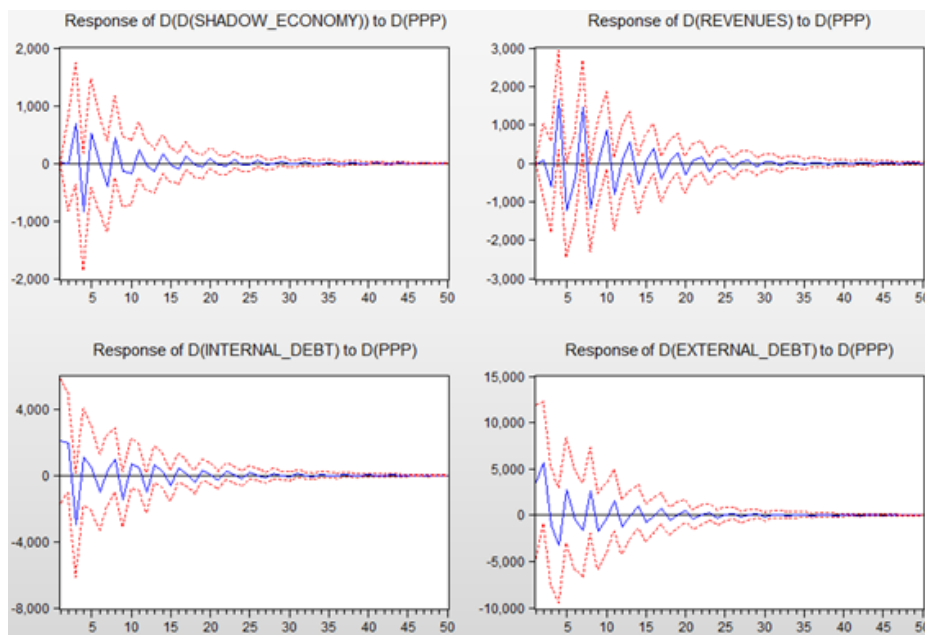 Response of D(D(SHADOW_ECONOMY)) to D(PPP)
2,000
1,000
0
-1,000
-2,000
5 10 15 20 25 30 35 40 45 50
Response of D(REVENUES) to D(PPP)
3,000
2,000
1,000
0
-1,000
-2,000
-3,000
5 10 15 20 25 30 35 40 45 50
Response of D(INTERNAL_DEBT) to D(PPP)
4,000
0
-4,000
-8,000
5 10 15 20 25 30 35 40 45 50
Response of D(EXTERNAL_DEBT) to D(PPP)
15,000
10,000
5,000
0
-5,000
-10,000
5 10 15 20 25 30 35 40 45 50